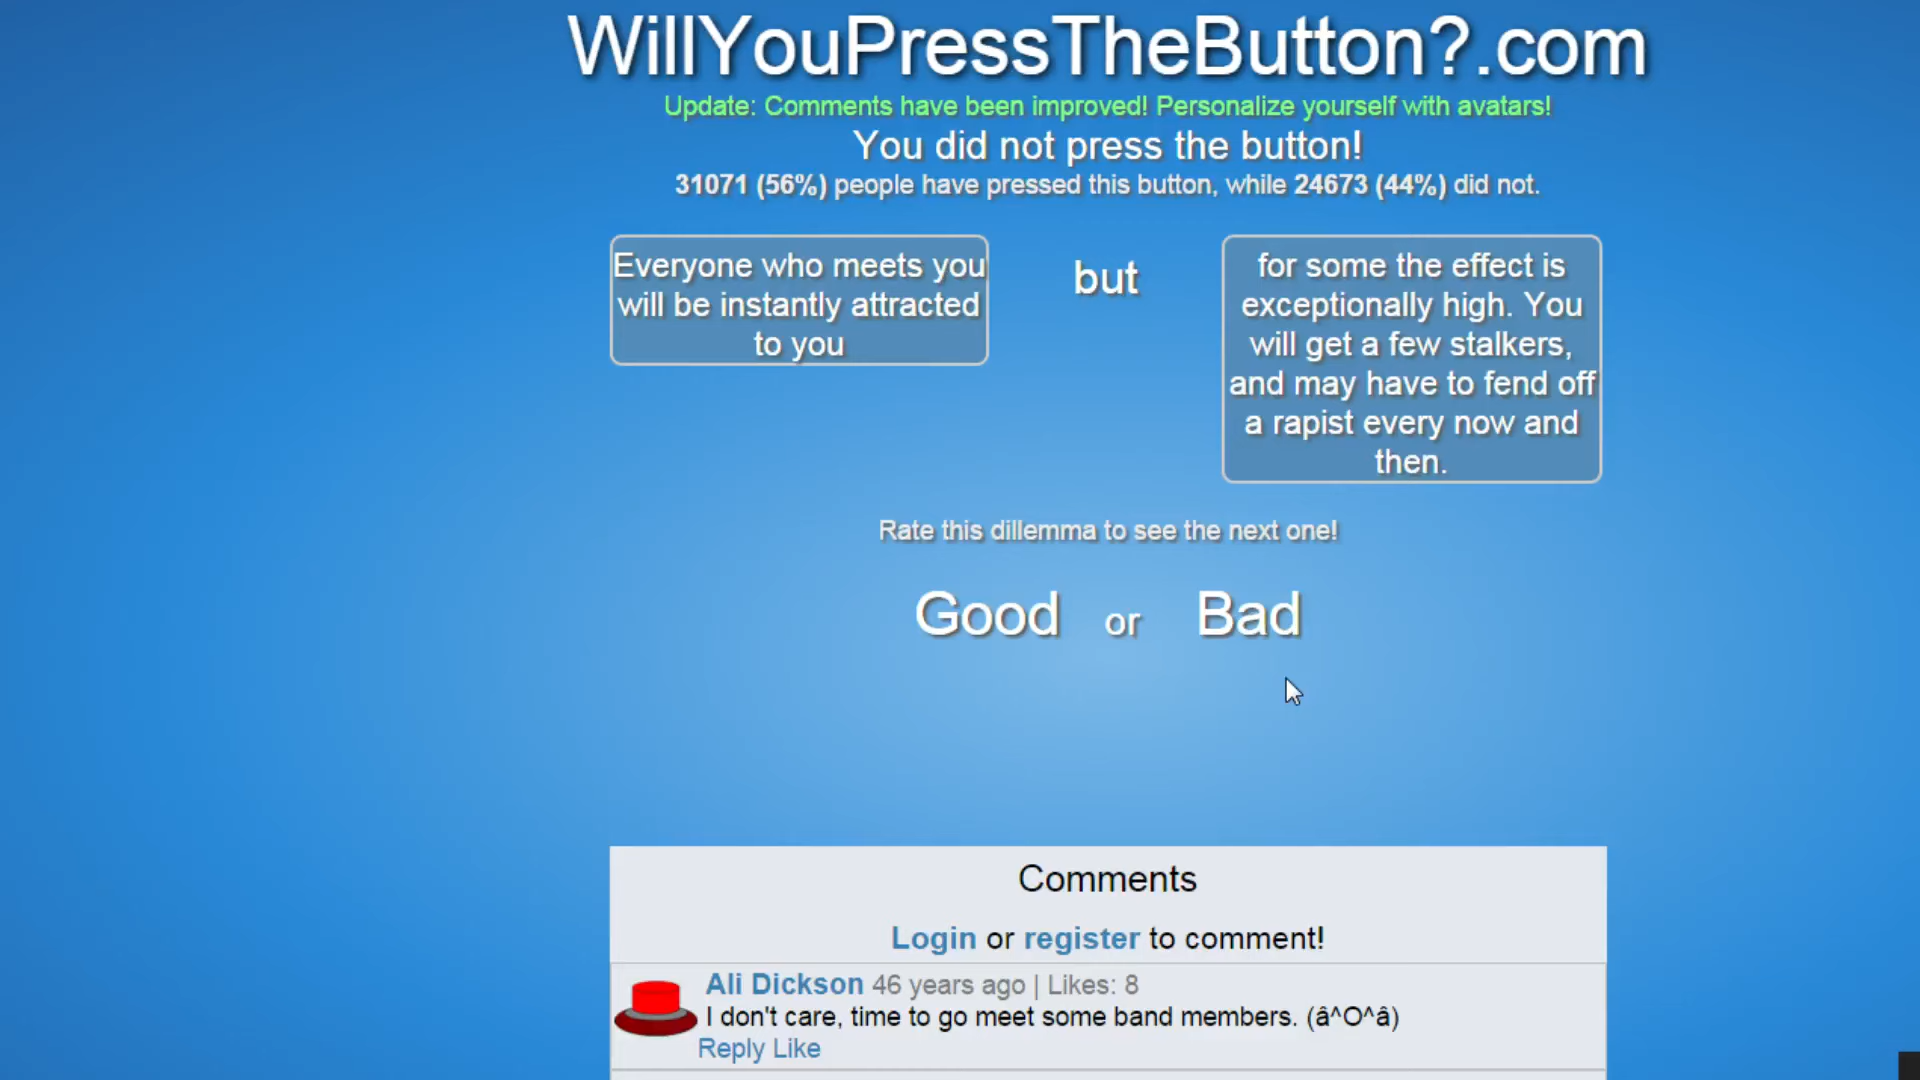 WillYouPressTheButton?.com
Update: Comments have been improved! Personalize yourself with avatars!
You did not press the button!
31071 (56%) people have pressed this button, while 24673 (44%) did not.
Everyone who meets you
will be instantly attracted
to you
but
for some the effect is
exceptionally high. You
will get a few stalkers,
and may have to fend off
a rapist every now and
then.
Rate this dillemma to see the next one!
Good or Bad
Comments
Login or register to comment!
Ali Dickson 46 years ago | Likes: 8
I don't care, time to go meet some band members. (â^O^â)
Reply Like